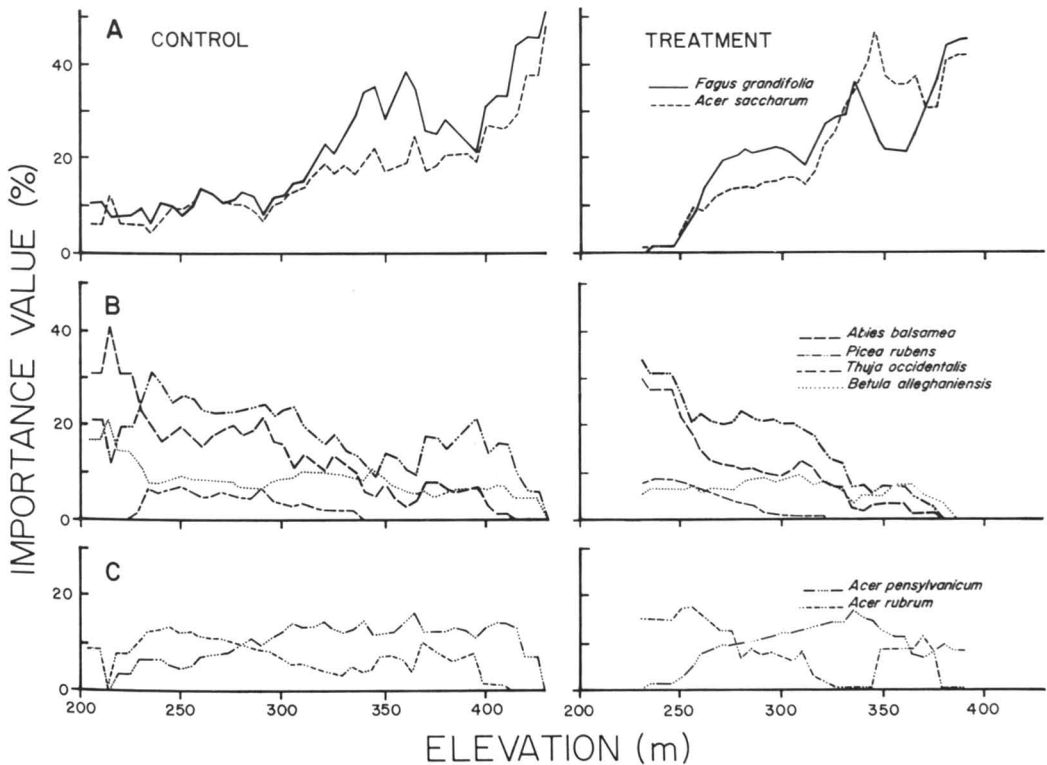 A
CONTROL
TREATMENT
Fagus grandifolia
Acer saccharum
40
20
0
B
Abies balsamea
Picea rubens
Thuja occidentalis
Betula alleghaniensis
40
20
0
C
Acer pensylvanicum
Acer rubrum
20
0
200 250 300 350 400
200 250 300 350 400
IMPORTANCE VALUE (%)
ELEVATION (m)